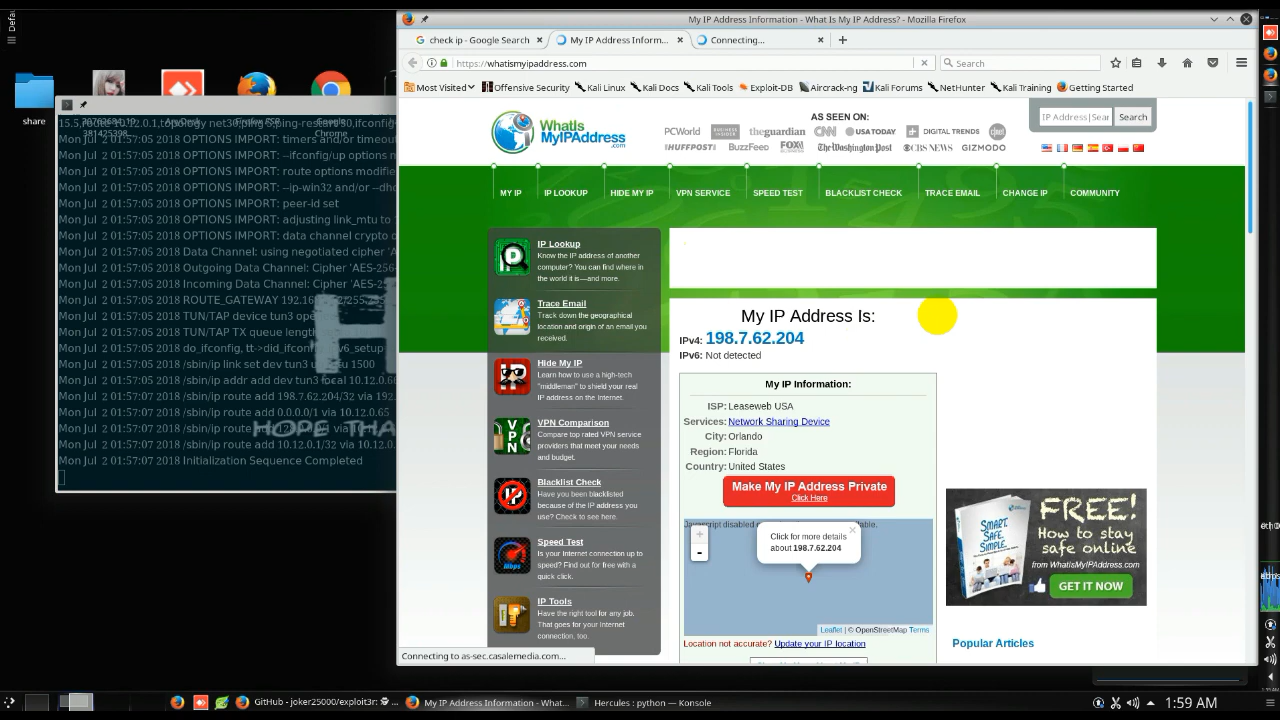 My IP Address Information - What Is My IP Address? - Mozilla Firefox
check ip - Google Search
My IP Address Inform...
Connecting...
https://whatismyipaddress.com
Search
Most Visited
Offensive Security
Kali Linux
Kali Docs
Kali Tools
Exploit-DB
Aircrack-ng
Kali Forums
NetHunter
Kali Training
Getting Started
share
Chrome
OPTIONS IMPORT: timers and/or timeout
Mon Jul 2 01:57:05 2018 OPTIONS IMPORT: --ifconfig/up options
Mon Jul 2 01:57:05 2018 OPTIONS IMPORT: route options modifie
Mon Jul 2 01:57:05 2018 OPTIONS IMPORT: --ip-win32 and/or --dhc
Mon Jul 2 01:57:05 2018 OPTIONS IMPORT: peer-id set
Mon Jul 2 01:57:05 2018 OPTIONS IMPORT: adjusting link_mtu to
Mon Jul 2 01:57:05 2018 OPTIONS IMPORT: data channel crypto
Mon Jul 2 01:57:05 2018 Data Channel: using negotiated cipher 'A
Mon Jul 2 01:57:05 2018 Outgoing Data Channel: Cipher 'AES-256-
Mon Jul 2 01:57:05 2018 Incoming Data Channel: Cipher 'AES-2
Mon Jul 2 01:57:05 2018 ROUTE_GATEWAY
Mon Jul 2 01:57:05 2018 TUN/TAP device tun3
Mon Jul 2 01:57:05 2018 TUN/TAP TX queue length
Mon Jul 2 01:57:05 2018 do_ifconfig,
Mon Jul 2 01:57:05 2018 /sbin/ip link set dev tun3 1500
Mon Jul 2 01:57:05 2018 /sbin/ip addr add dev tun3
Mon Jul 2 01:57:07 2018 /sbin/ip route add 198.7.62.204/32 via
Mon Jul 2 01:57:07 2018 /sbin/ip route add 0.0.0.0/1 via 10.12.0.65
Mon Jul 2 01:57:07 2018 /sbin/ip route add
Mon Jul 2 01:57:07 2018 /sbin/ip route add 10.12.0.1/32 via
Mon Jul 2 01:57:07 2018 Initialization Sequence Completed
WhatIs
MyIPAddress
.com
AS SEEN ON:
PCWorld
BUSINESS INSIDER
theguardian
CNN
USA TODAY
DIGITAL TRENDS
cnet
HUFFPOST
BuzzFeed
FOX
The Washington Post
CBS NEWS
GIZMODO
Search
MY IP
IP LOOKUP
HIDE MY IP
VPN SERVICE
SPEED TEST
BLACKLIST CHECK
TRACE EMAIL
CHANGE IP
COMMUNITY
IP Lookup
Know the IP address of another
computer? You can find where in
the world it is—and more.
Trace Email
Track down the geographical
location and origin of an email you
received.
Hide My IP
Learn how to use a high-tech
"middleman" to shield your real
IP address on the Internet.
VPN Comparison
Compare top rated VPN service
providers that meet your needs
and budget.
Blacklist Check
Have you been blacklisted
because of the IP address you
use? Check to see here.
Speed Test
Is your Internet connection up to
speed? Find out for free with a
quick click.
IP Tools
Have the right tool for any job.
That goes for your Internet
connection, too.
My IP Address Is:
IPv4: 198.7.62.204
IPv6: Not detected
My IP Information:
ISP: Leaseweb USA
Services: Network Sharing Device
City: Orlando
Region: Florida
Country: United States
Make My IP Address Private
Click Here
Javascript disabled
Click for more details
about 198.7.62.204
Leaflet | © OpenStreetMap Terms
Location not accurate? Update your IP location
SMART.
SAFE.
SIMPLE.
FREE!
How to stay
safe online
from WhatIsMyIPAddress.com
GET IT NOW
Popular Articles
Connecting to as-sec.casalemedia.com...
GitHub - joker25000/exploit3r:
My IP Address Information - What...
Hercules : python — Konsole
1:59 AM